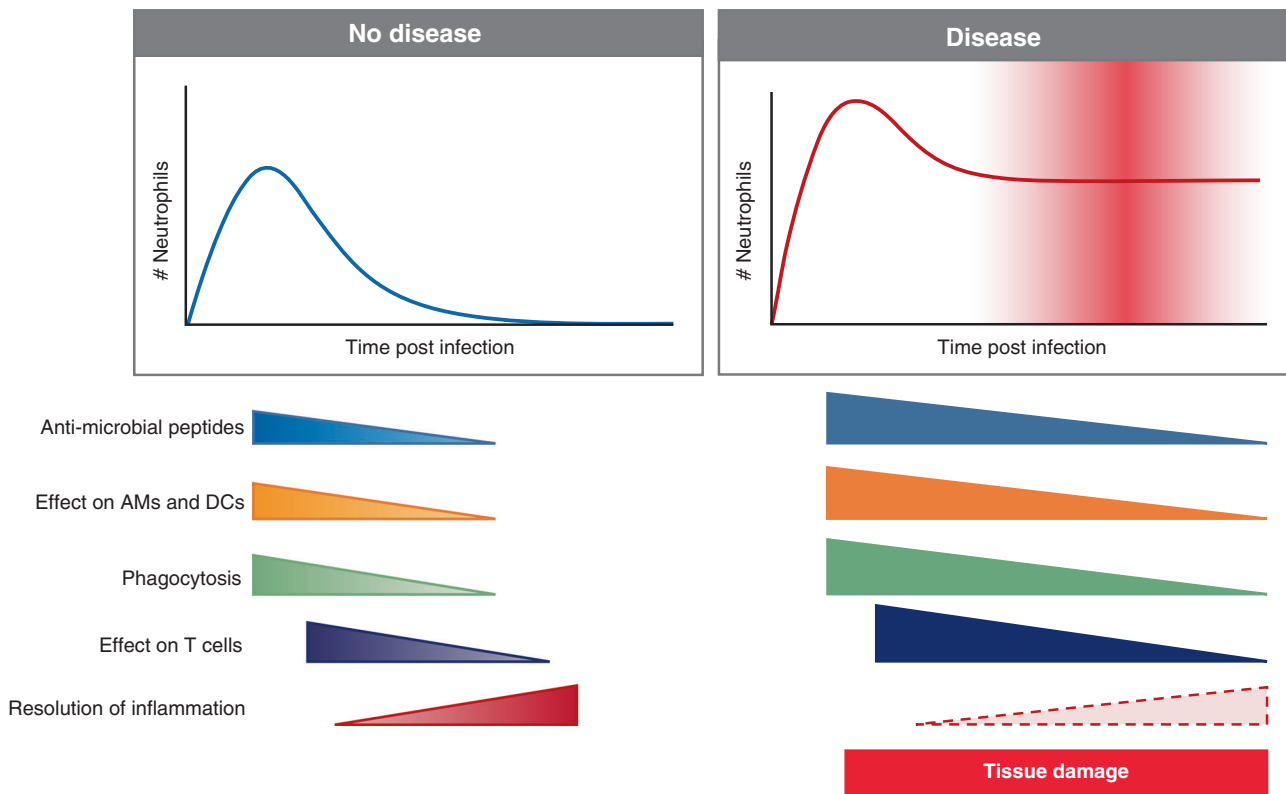 No disease
# Neutrophils
Time post infection
Disease
# Neutrophils
Time post infection
Anti-microbial peptides
Effect on AMs and DCs
Phagocytosis
Effect on T cells
Resolution of inflammation
Tissue damage